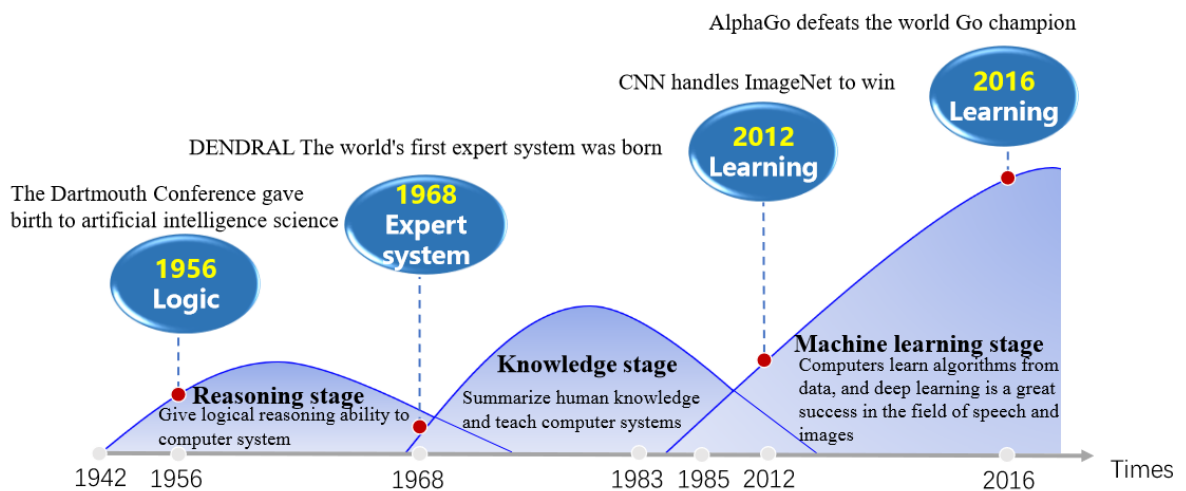 AlphaGo defeats the world Go champion
2016
Learning
CNN handles ImageNet to win
2012
Learning
DENDRAL The world's first expert system was born
1968
Expert
system
The Dartmouth Conference gave
birth to artificial intelligence science
1956
Logic
Reasoning stage
Give logical reasoning ability to
computer system
Knowledge stage
Summarize human knowledge
and teach computer systems
Machine learning stage
Computers learn algorithms from
data, and deep learning is a great
success in the field of speech and
images
1942
1956
1968
1983
1985
2012
2016
Times